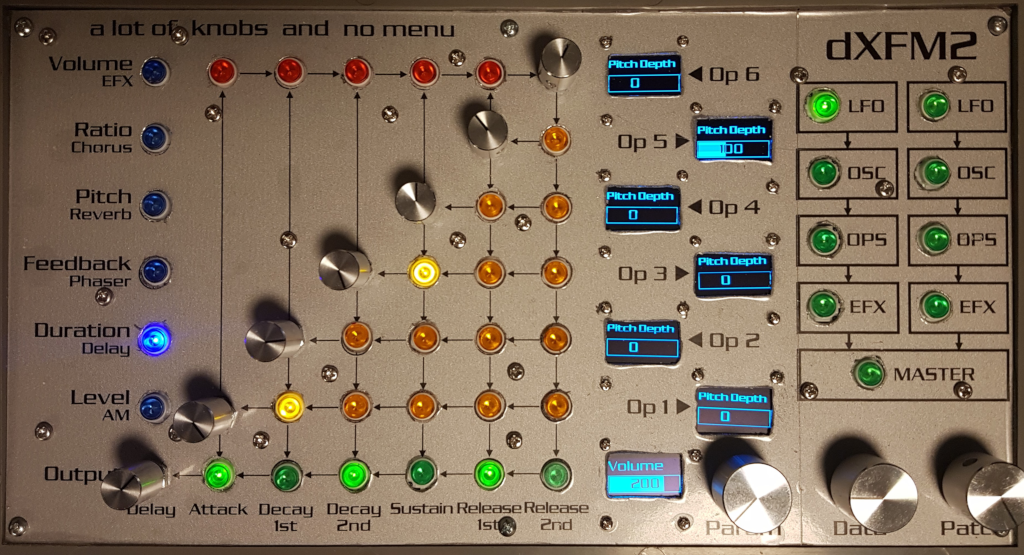 a lot of knobs and no menu
dXFM2
Volume
EFX
Pitch Depth
0
Op 6
LFO
LFO
Ratio
Chorus
Op 5
Pitch Depth
100
OSC
OSC
Pitch
Reverb
Pitch Depth
0
Op 4
OPS
OPS
Feedback
Phaser
Op 3
Pitch Depth
0
EFX
EFX
Duration
Delay
Pitch Depth
0
Op 2
MASTER
Level
AM
Op 1
Pitch Depth
0
Output
Volume
200
Delay
Attack
Decay
1st
Decay
2nd
Sustain
Release
1st
Release
2nd
Param
Data
Patch